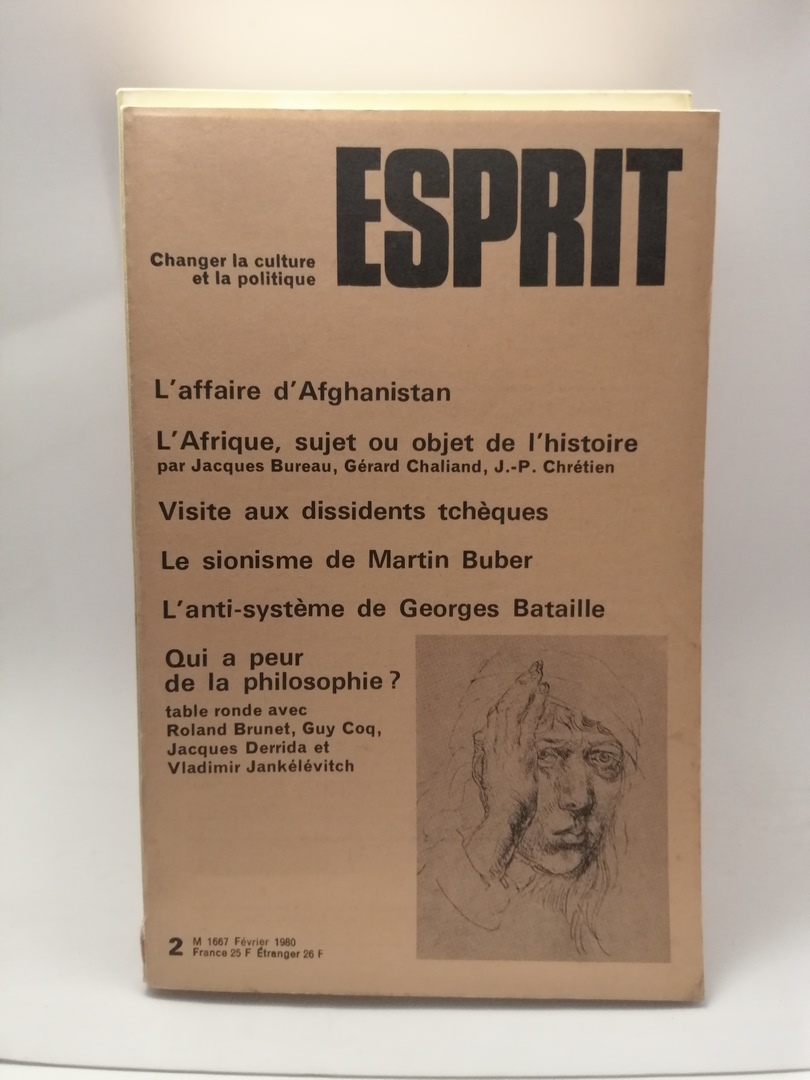 ESPRIT
Changer la culture
et la politique
L'affaire d'Afghanistan
L'Afrique, sujet ou objet de l'histoire
par Jacques Bureau, Gérard Chaliand, J.-P. Chrétien
Visite aux dissidents tchèques
Le sionisme de Martin Buber
L'anti-système de Georges Bataille
Qui a peur
de la philosophie ?
table ronde avec
Roland Brunet, Guy Coq,
Jacques Derrida et
Vladimir Jankélévitch
2 M 1667 Février 1980
France 25 F Étranger 26 F